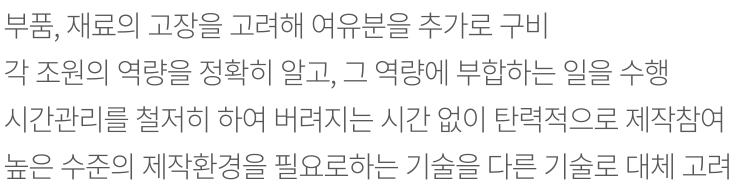 부품, 재료의 고장을 고려해 여유분을 추가로 구비
각 조원의 역량을 정확히 알고, 그 역량에 부합하는 일을 수행
시간관리를 철저히 하여 버려지는 시간 없이 탄력적으로 제작참여
높은 수준의 제작환경을 필요로하는 기술을 다른 기술로 대체 고려